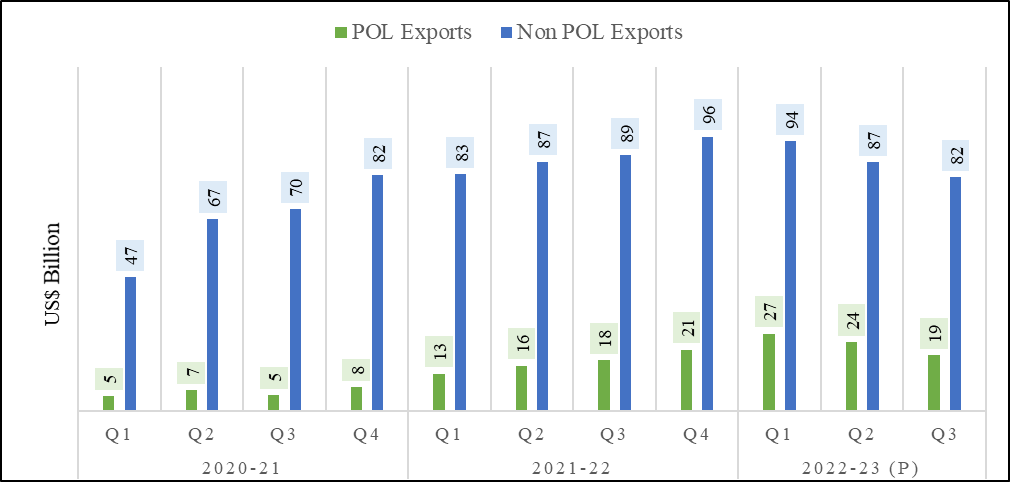 POL Exports Non POL Exports
US$ Billion
5 47 7 67 5 70 8 82 13 83 16 87 18 89 21 96 27 94 24 87 19 82
Q1 Q2 Q3 Q4 Q1 Q2 Q3 Q4 Q1 Q2 Q3
2020-21 2021-22 2022-23 (P)